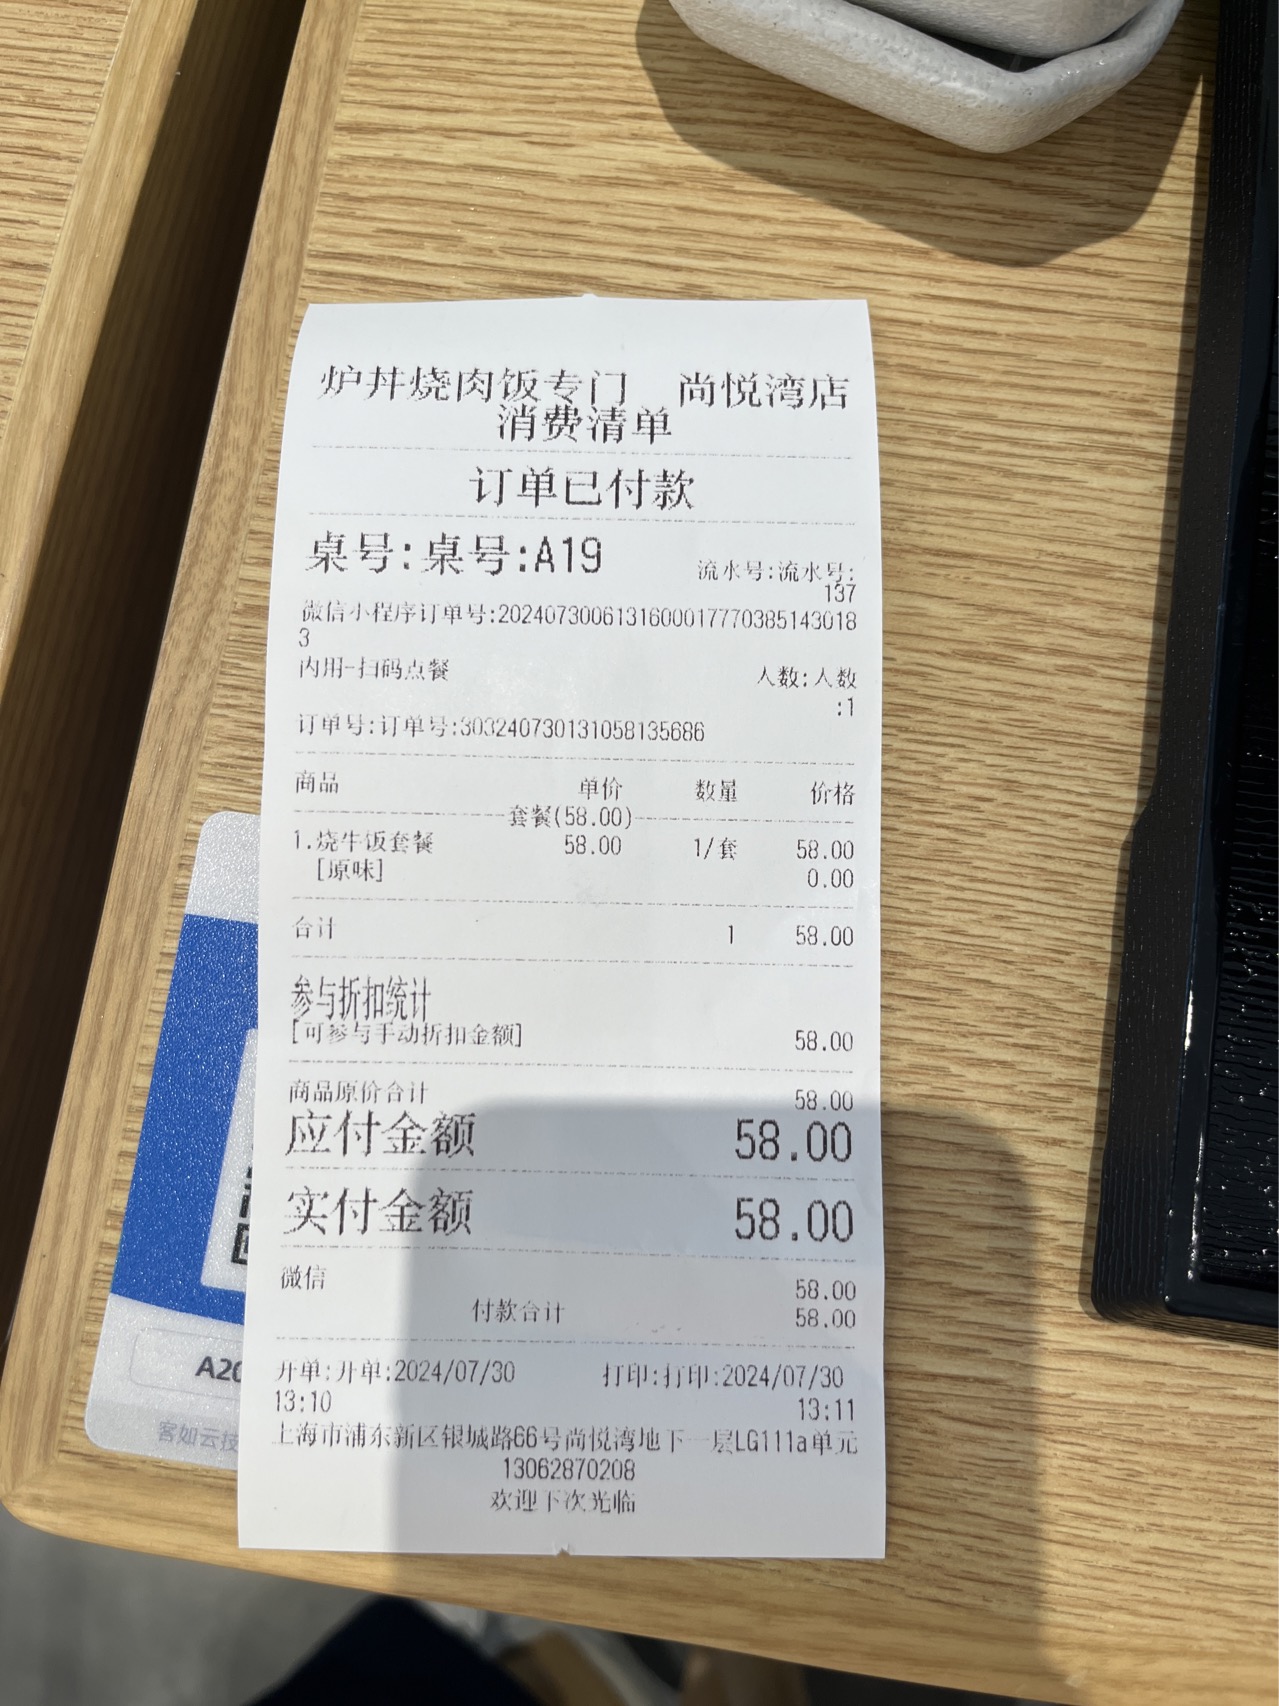 炉丼烧肉饭专门 尚悦湾店
消费清单
订单已付款
桌号:桌号:A19
流水号:流水号:
137
微信小程序订单号:2024073006131600017770385143018
3
内用-扫码点餐
人数:人数
:1
订单号:订单号:3032407301310581​35686
商品 单价 数量 价格
套餐(58.00)
1.烧牛饭套餐 58.00 1/套 58.00
[原味] 0.00
合计 1 58.00
参与折扣统计
[可参与手动折扣金额] 58.00
商品原价合计 58.00
应付金额 58.00
实付金额 58.00
微信 58.00
付款合计 58.00
开单:开单:2024/07/30 打印:打印:2024/07/30
13:10 13:11
上海市浦东新区银城路66号尚悦湾地下一层LG111a单元
13062870208
欢迎下次光临
A20
客如云技